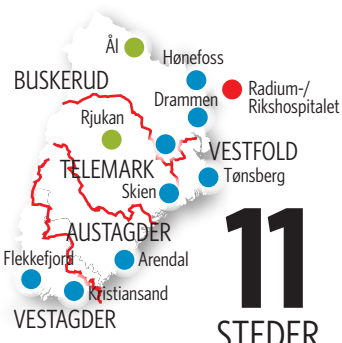 Ål
Hønefoss
BUSKERUD
Radium-/
Rikshospitalet
Drammen
Rjukan
VESTFOLD
TELEMARK
Tønsberg
Skien
AUSTAGDER
Flekkefjord
Arendal
Kristiansand
VESTAGDER
11
STEDER